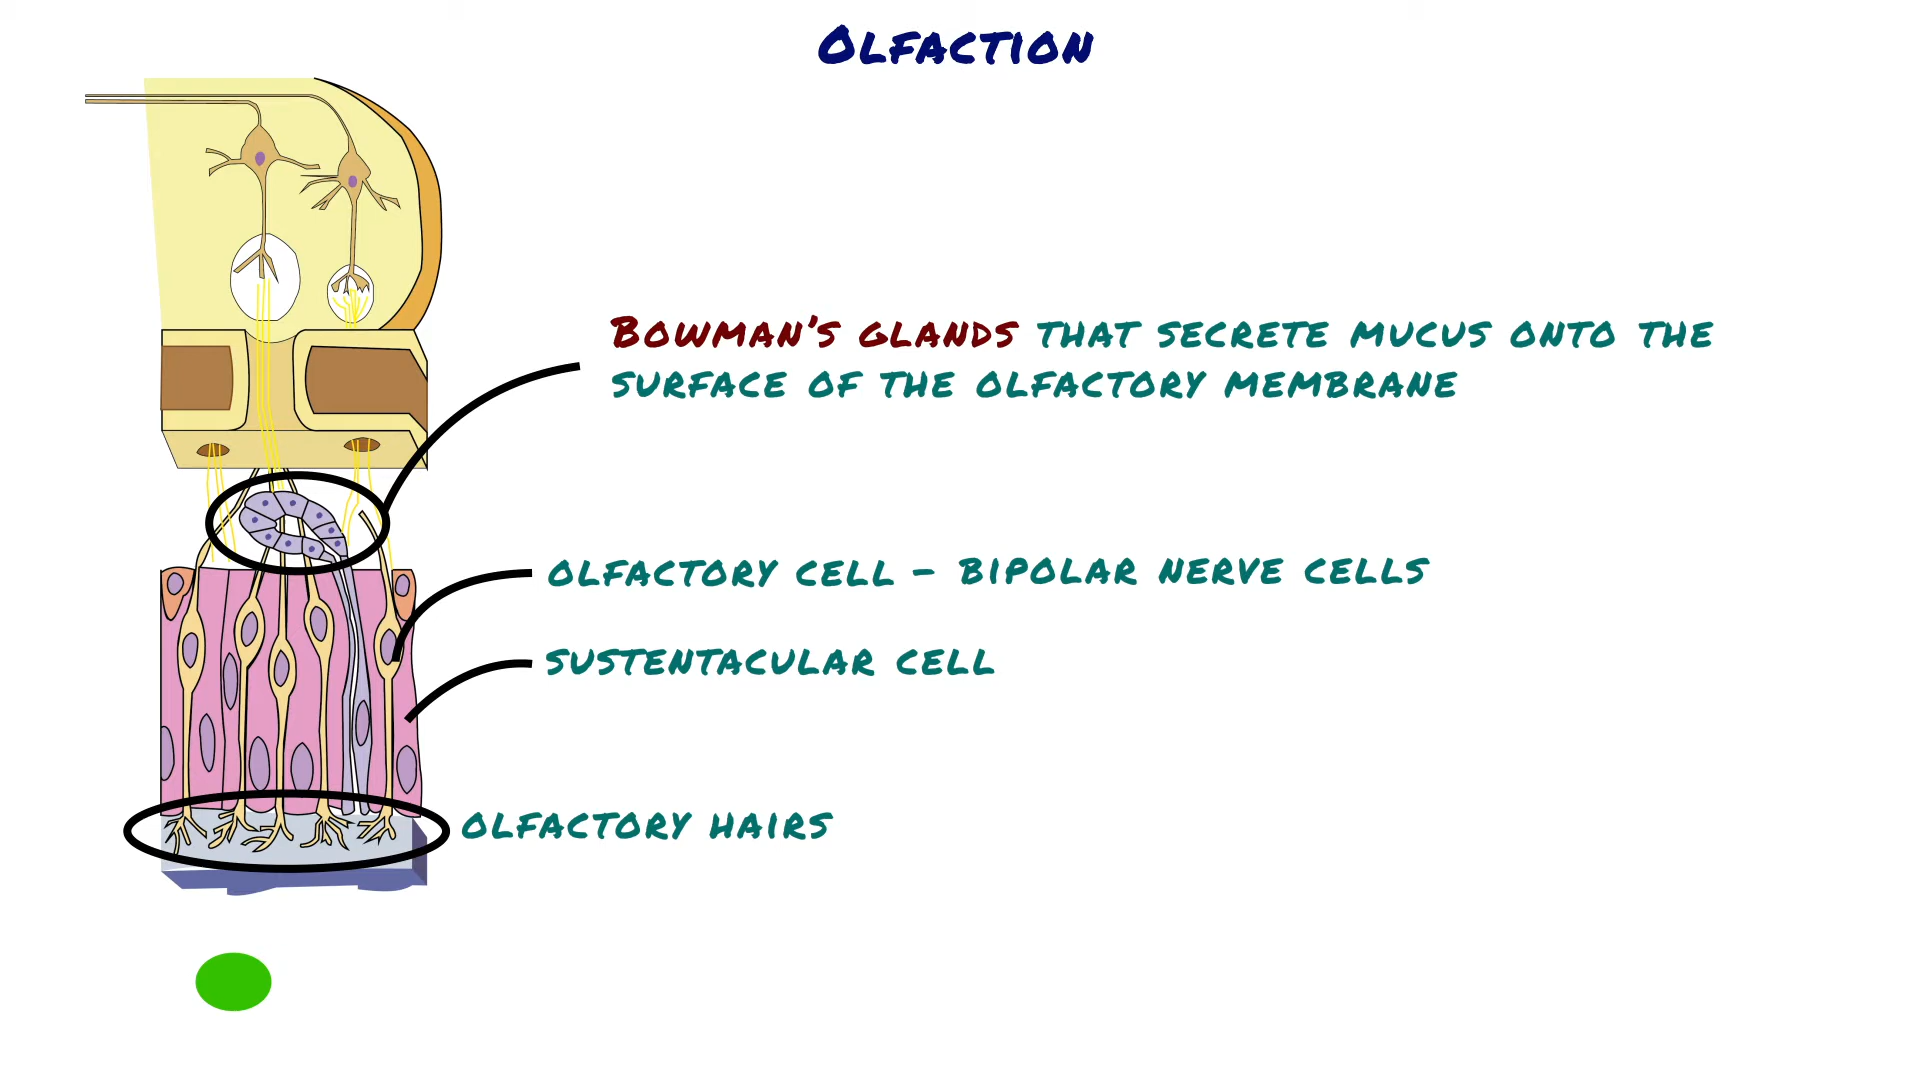 Olfaction
Bowman's glands that secrete mucus onto the
surface of the olfactory membrane
olfactory cell - bipolar nerve cells
sustentacular cell
olfactory hairs